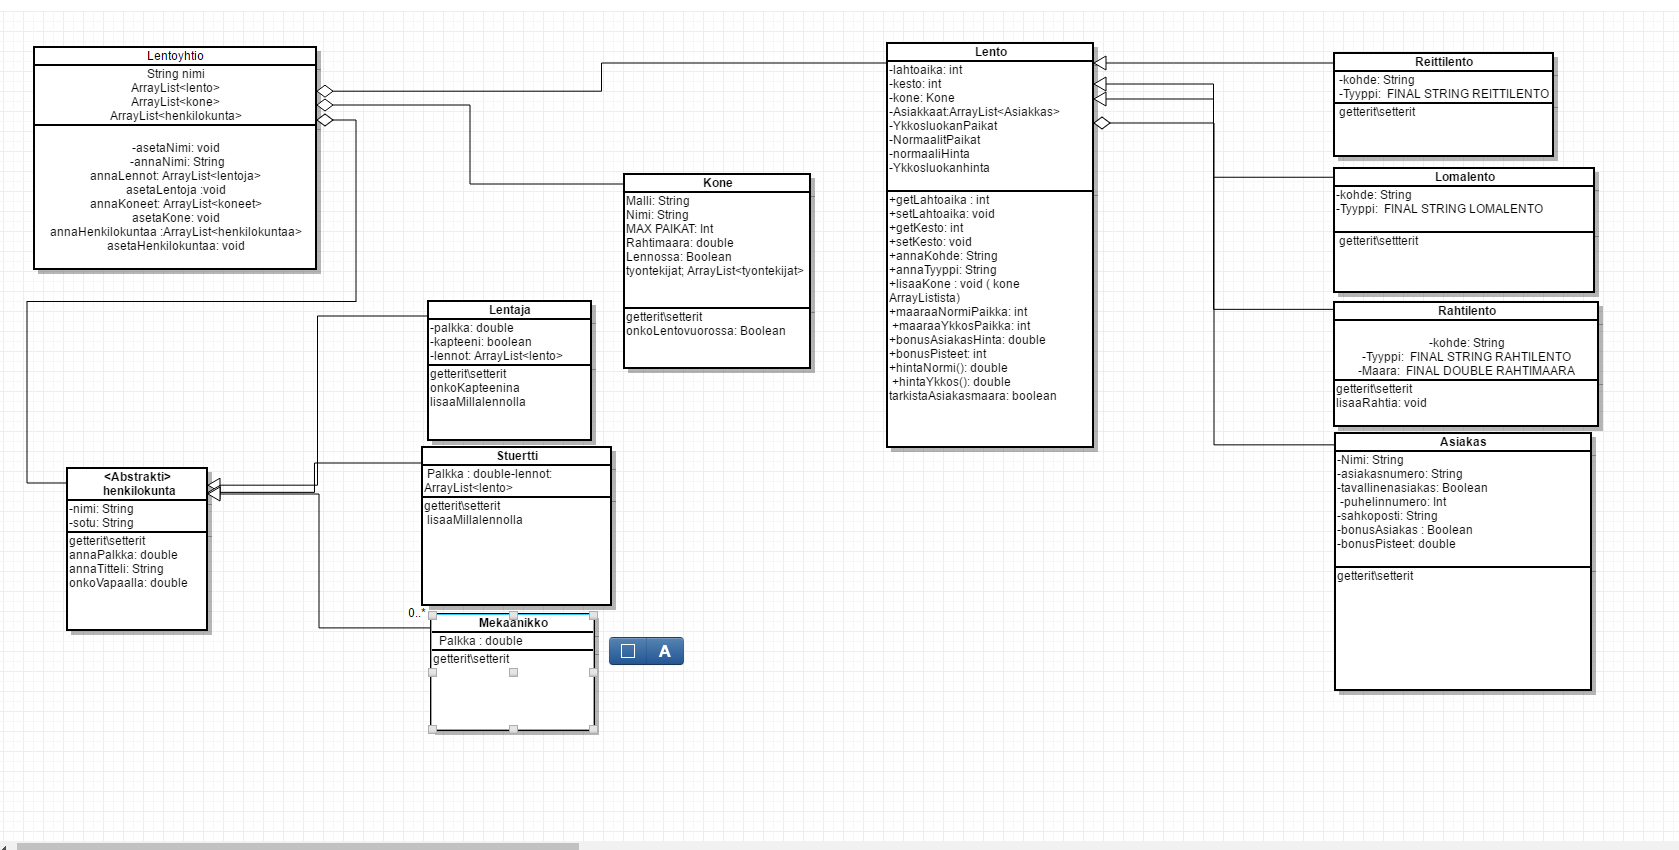 Lentoyhtio
String nimi
ArrayList<lento>
ArrayList<kone>
ArrayList<henkilokunta>
-asetaNimi: void
-annaNimi: String
annaLennot: ArrayList<lentoja>
asetaLentoja :void
annaKoneet: ArrayList<koneet>
asetaKone: void
annaHenkilokuntaa :ArrayList<henkilokuntaa>
asetaHenkilokuntaa: void
Kone
Malli: String
Nimi: String
MAX PAIKAT: Int
Rahtimaara: double
Lennossa: Boolean
tyontekijat; ArrayList<tyontekijat>
getterit\setterit
onkoLentovuorossa: Boolean
Lento
-lahtoaika: int
-kesto: int
-kone: Kone
-Asiakkaat:ArrayList<Asiakkas>
-YkkosluokanPaikat
-NormaalitPaikat
-normaaliHinta
-Ykkosluokanhinta
+getLahtoaika : int
+setLahtoaika: void
+getKesto: int
+setKesto: void
+annaKohde: String
+annaTyyppi: String
+lisaaKone : void ( kone
ArrayListista)
+maaraaNormiPaikka: int
+maaraaYkkosPaikka: int
+bonusAsiakasHinta: double
+bonusPisteet: int
+hintaNormi(): double
+hintaYkkos(): double
tarkistaAsiakasmaara: boolean
Reittilento
-kohde: String
-Tyyppi: FINAL STRING REITTILENTO
getterit\setterit
Lomalento
-kohde: String
-Tyyppi: FINAL STRING LOMALENTO
getterit\settterit
Rahtilento
-kohde: String
-Tyyppi: FINAL STRING RAHTILENTO
-Maara: FINAL DOUBLE RAHTIMAARA
getterit\setterit
lisaaRahtia: void
Asiakas
-Nimi: String
-asiakasnumero: String
-tavallinenasiakas: Boolean
-puhelinnumero: Int
-sahkoposti: String
-bonusAsiakas : Boolean
-bonusPisteet: double
getterit\setterit
Lentaja
-palkka: double
-kapteeni: boolean
-lennot: ArrayList<lento>
getterit\setterit
onkoKapteenina
lisaaMillalennolla
Stuertti
Palkka : double-lennot:
ArrayList<lento>
getterit\setterit
lisaaMillalennolla
<Abstrakti>
henkilokunta
-nimi: String
-sotu: String
getterit\setterit
annaPalkka: double
annaTitteli: String
onkoVapaalla: double
0..*
Mekaanikko
Palkka : double
getterit\setterit
A